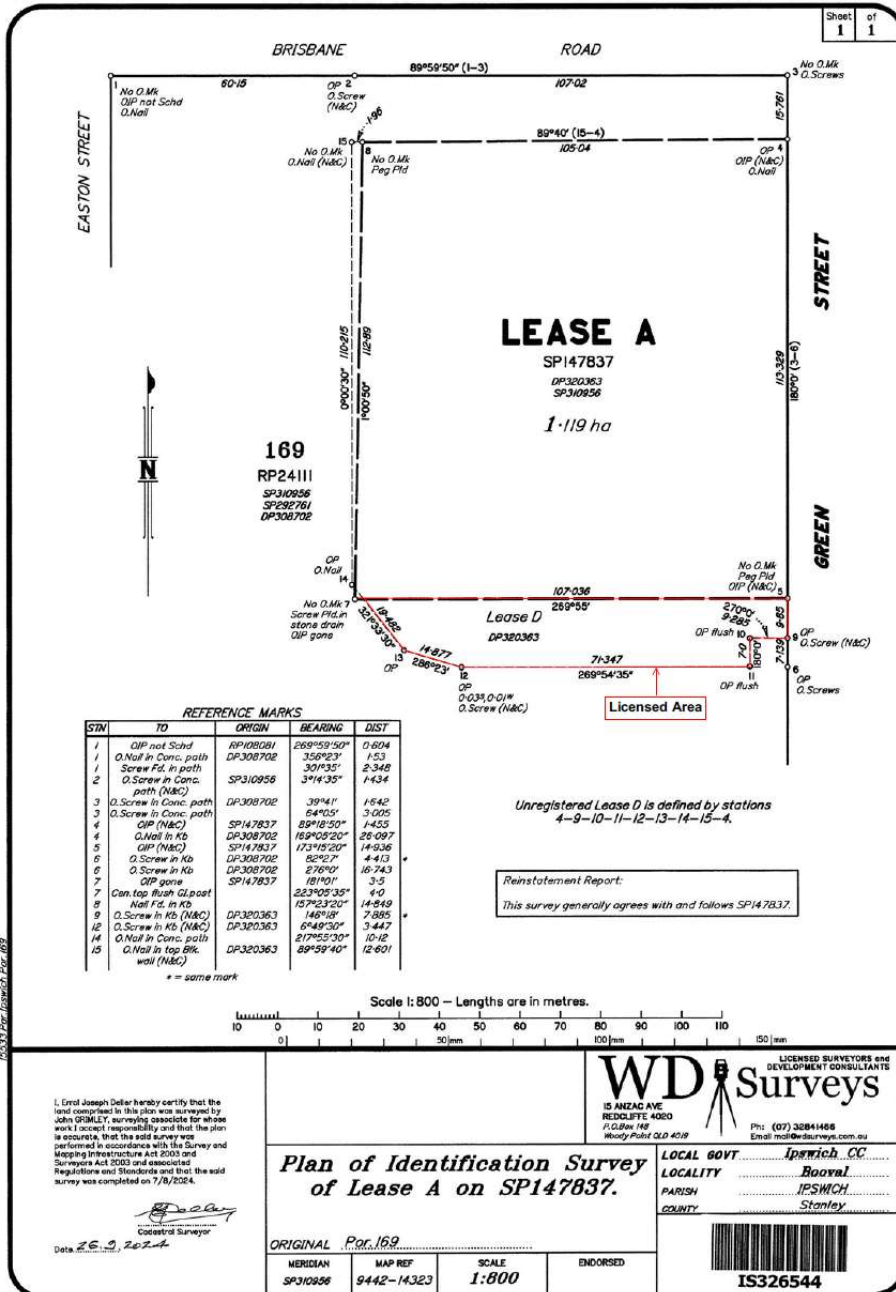 Sheet of
1 1
BRISBANE ROAD
89°59'50" (1-3)
60·15
107·02
1
No O.Mk
OIP not Schd
O.Nail
OP 2
O.Screw
(N&C)
3 No O.Mk
O.Screws
EASTON STREET
1·96
15·761
89°40' (15-4)
105·04
15
No O.Mk
O.Nail (N&C)
8
No O.Mk
Peg Pld
OP 4
OIP (N&C)
O.Nail
GREEN STREET
LEASE A
SP147837
DP320363
SP310956
1·119 ha
0°00'30" 110·215
112·89
1°00'50"
113·329
180°0' (3-6)
N
169
RP24111
SP310956
SP292761
DP308702
OP
O.Nail
14
No O.Mk
Peg Pld
OIP (N&C)
5
107·036
269°55'
No O.Mk 7
Screw Pld.in
stone drain
OIP gone
Lease D
DP320363
19·482
321°33'30"
13
OP
14·877
286°23'
12
OP
0·03ˢ,0·01ᵂ
O.Screw (N&C)
71·347
269°54'35"
270°0'
9·285
OP flush 10
7·0
180°0'
11
OP flush
9·85
9 OP
O.Screw (N&C)
7·139
6 OP
O.Screws
Licensed Area
REFERENCE MARKS
STN TO ORIGIN BEARING DIST
1 OIP not Schd RP108081 269°59'50" 0·604
1 O.Nail in Conc. path DP308702 356°23' 1·53
1 Screw Fd. in path 301°35' 2·348
2 O.Screw in Conc. path (N&C) SP310956 3°14'35" 1·434
3 O.Screw in Conc. path DP308702 39°41' 1·642
3 O.Screw in Conc. path 64°05' 3·005
4 OIP (N&C) SP147837 89°18'50" 1·455
4 O.Nail in Kb DP308702 169°05'20" 26·097
5 OIP (N&C) SP147837 173°15'20" 14·936
6 O.Screw in Kb DP308702 82°27' 4·413 *
6 O.Screw in Kb DP308702 276°0' 16·743
7 OIP gone SP147837 181°01' 3·5
7 Cen.top flush GI.post 223°05'35" 4·0
8 Nail Fd. in Kb 157°23'20" 14·849
9 O.Screw in Kb (N&C) DP320363 146°18' 7·885 *
12 O.Screw in Kb (N&C) DP320363 6°49'30" 3·447
14 O.Nail in Conc. path 217°55'30" 10·12
15 O.Nail in top Blk. wall (N&C) DP320363 89°59'40" 12·601
* = same mark
Unregistered Lease D is defined by stations
4-9-10-11-12-13-14-15-4.
Reinstatement Report:
This survey generally agrees with and follows SP147837.
Scale 1:800 – Lengths are in metres.
10 0 10 20 30 40 50 60 70 80 90 100 110
0 50 mm 100 mm 150 mm
15533 Par Ipswich Por.169
I, Errol Joseph Deller hereby certify that the
land comprised in this plan was surveyed by
John GRIMLEY, surveying associate for whose
work I accept responsibility and that the plan
is accurate, that the said survey was
performed in accordance with the Survey and
Mapping Infrastructure Act 2003 and
Surveyors Act 2003 and associated
Regulations and Standards and that the said
survey was completed on 7/8/2024.
Cadastral Surveyor
Date 26.9.2024
Plan of Identification Survey
of Lease A on SP147837.
ORIGINAL Por.169
MERIDIAN MAP REF SCALE ENDORSED
SP310956 9442-14323 1:800
WD Surveys
LICENSED SURVEYORS and
DEVELOPMENT CONSULTANTS
15 ANZAC AVE
REDCLIFFE 4020
P.O.Box 148
Woody Point QLD 4019
Ph: (07) 32841466
Email mail@wdsurveys.com.au
LOCAL GOVT Ipswich CC
LOCALITY Booval
PARISH IPSWICH
COUNTY Stanley
IS326544